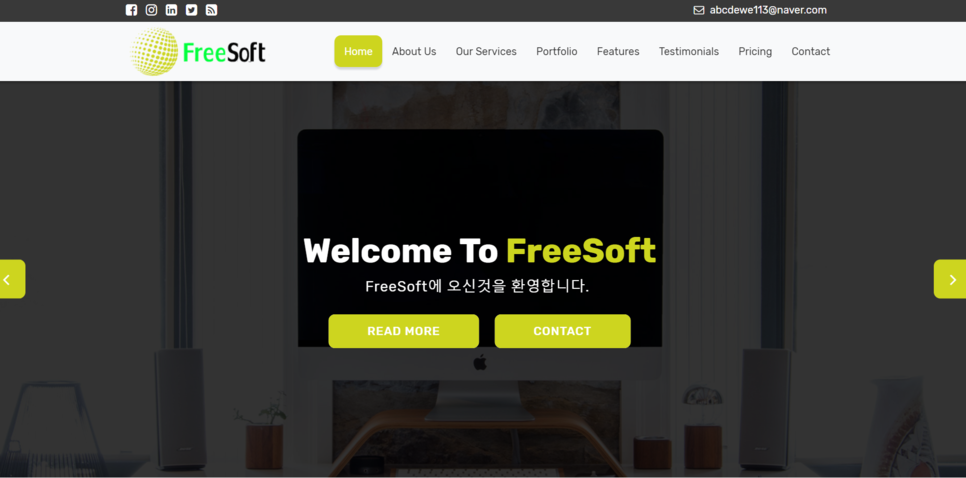 abcdewe113@naver.com
FreeSoft
Home About Us Our Services Portfolio Features Testimonials Pricing Contact
Welcome To FreeSoft
FreeSoft에 오신것을 환영합니다.
READ MORE CONTACT